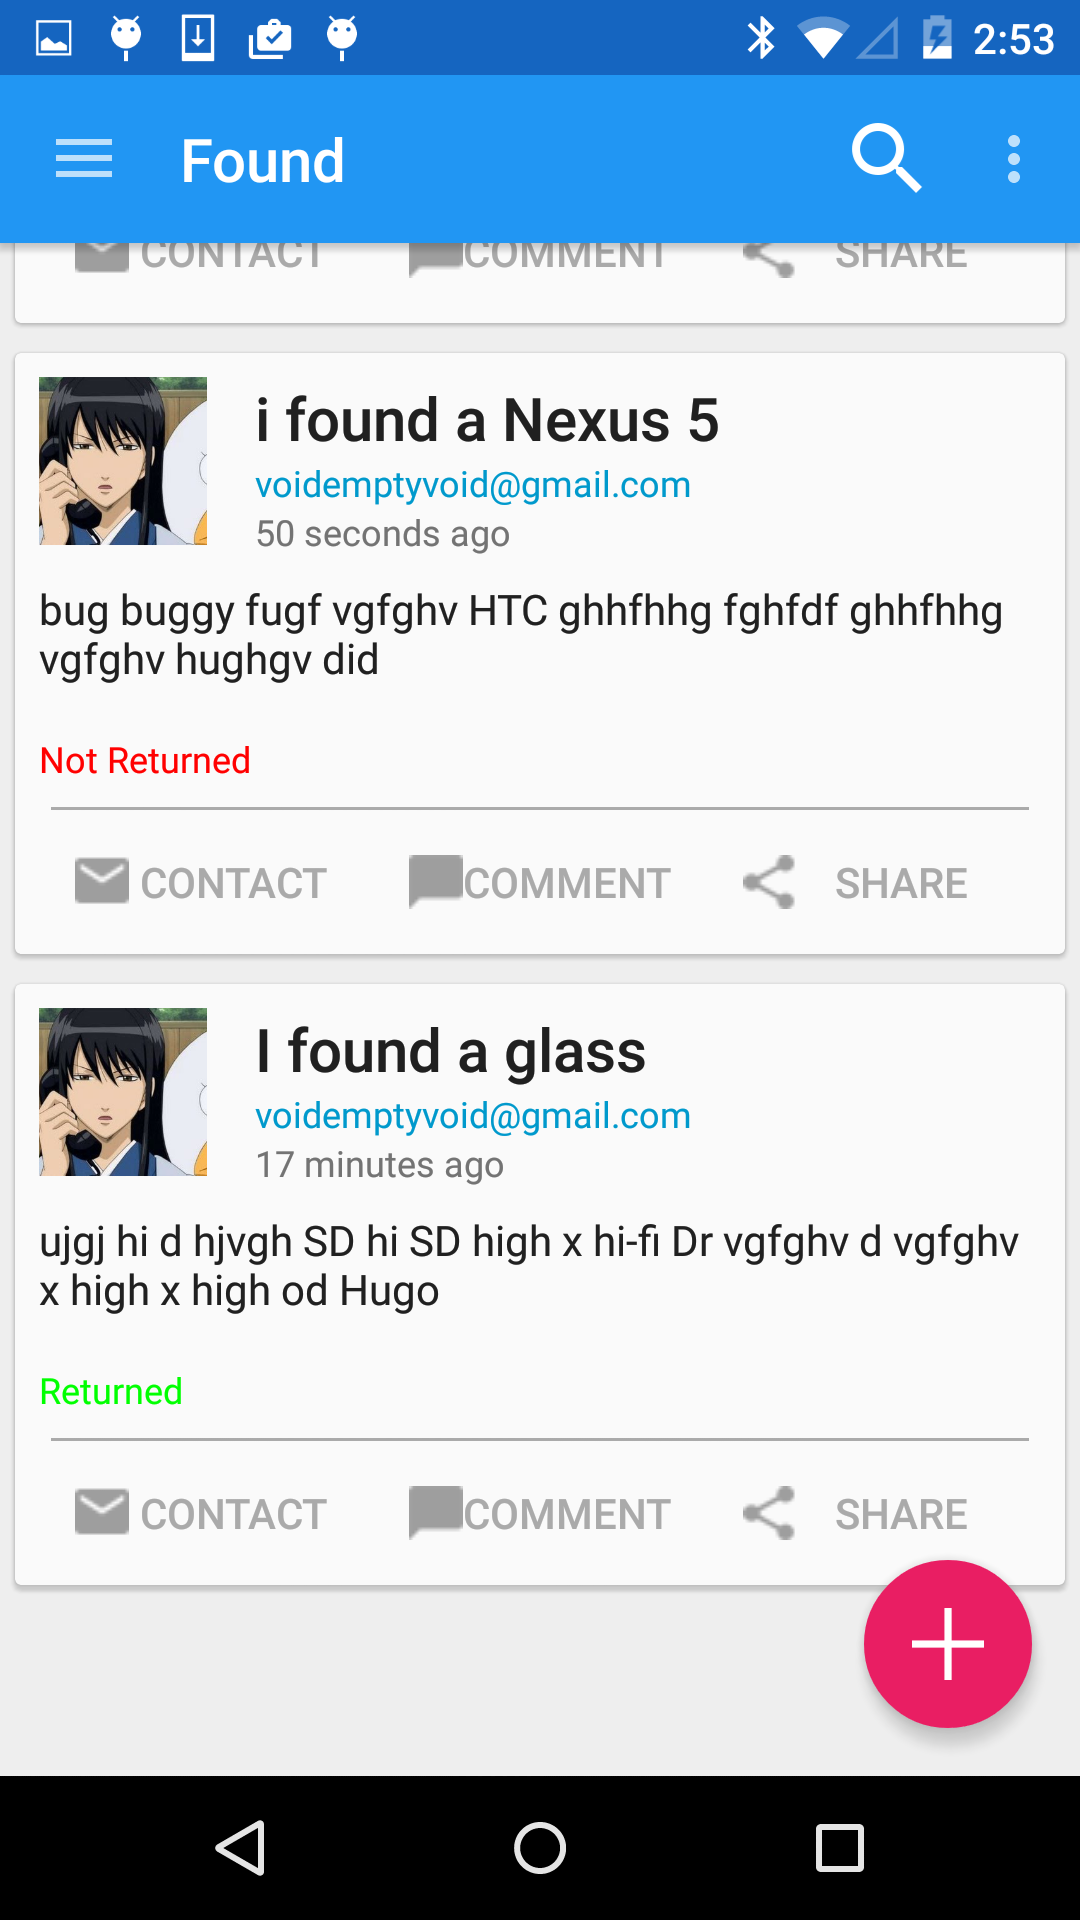 2:53
Found
CONTACT COMMENT SHARE
i found a Nexus 5
voidemptyvoid@gmail.com
50 seconds ago
bug buggy fugf vgfghv HTC ghhfhhg fghfdf ghhfhhg
vgfghv hughgv did
Not Returned
CONTACT COMMENT SHARE
I found a glass
voidemptyvoid@gmail.com
17 minutes ago
ujgj hi d hjvgh SD hi SD high x hi-fi Dr vgfghv d vgfghv
x high x high od Hugo
Returned
CONTACT COMMENT SHARE